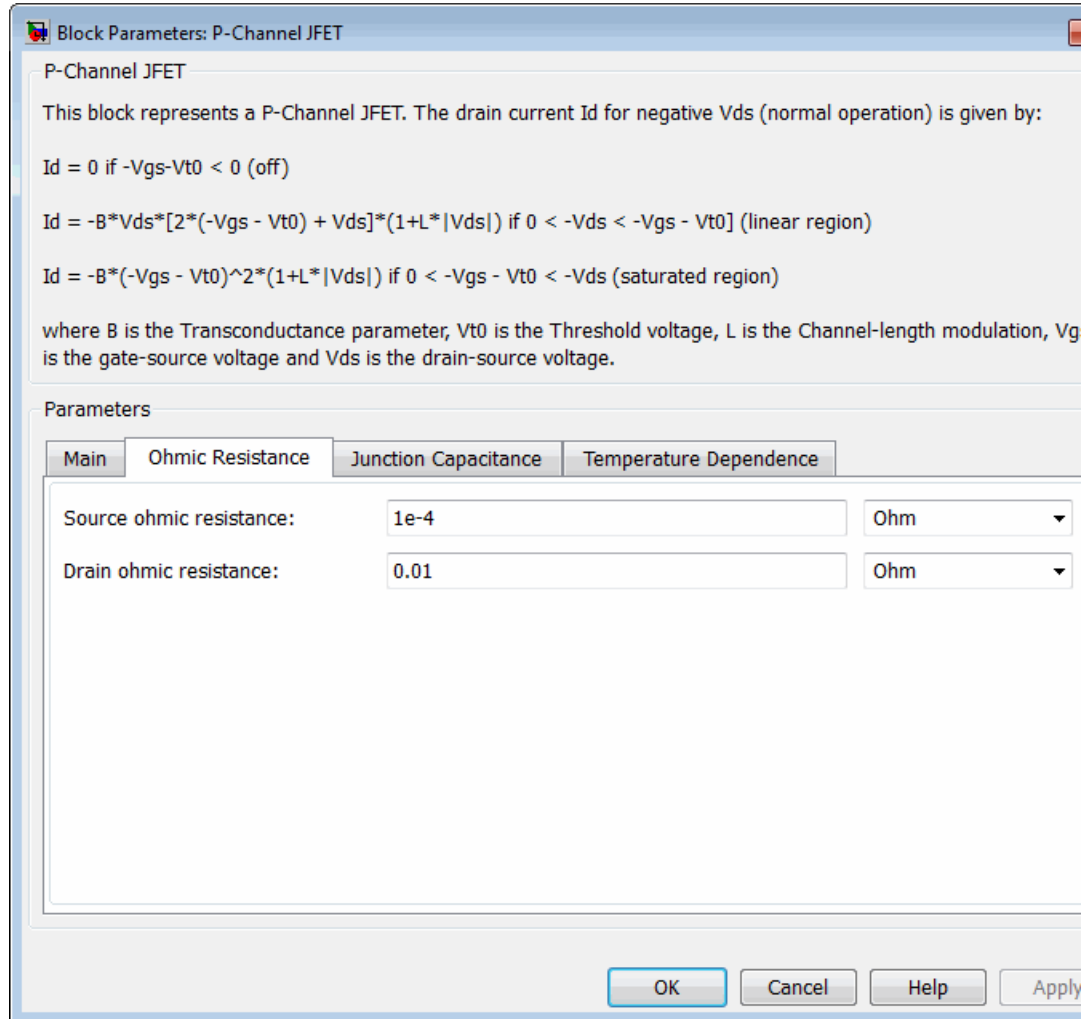 Block Parameters: P-Channel JFET
P-Channel JFET
This block represents a P-Channel JFET. The drain current Id for negative Vds (normal operation) is given by:
Id = 0 if -Vgs-Vt0 < 0 (off)
Id = -B*Vds*[2*(-Vgs - Vt0) + Vds]*(1+L*|Vds|) if 0 < -Vds < -Vgs - Vt0] (linear region)
Id = -B*(-Vgs - Vt0)^2*(1+L*|Vds|) if 0 < -Vgs - Vt0 < -Vds (saturated region)
where B is the Transconductance parameter, Vt0 is the Threshold voltage, L is the Channel-length modulation, Vgs
is the gate-source voltage and Vds is the drain-source voltage.
Parameters
Main Ohmic Resistance Junction Capacitance Temperature Dependence
Source ohmic resistance: 1e-4 Ohm
Drain ohmic resistance: 0.01 Ohm
OK Cancel Help Apply